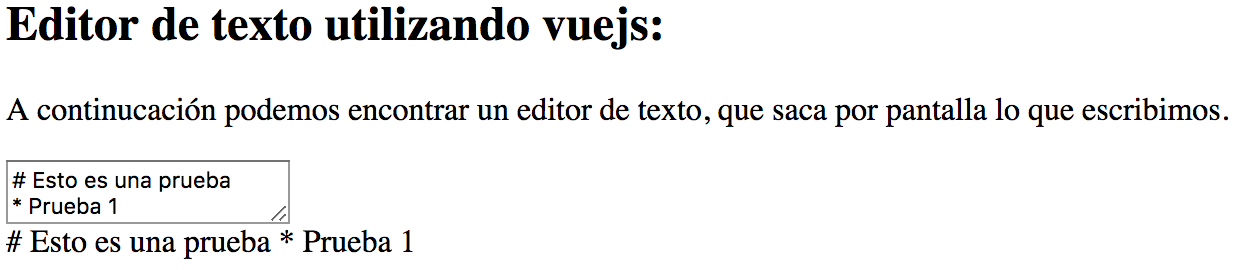 Editor de texto utilizando vuejs:
A continucación podemos encontrar un editor de texto, que saca por pantalla lo que escribimos.
# Esto es una prueba
* Prueba 1
# Esto es una prueba * Prueba 1